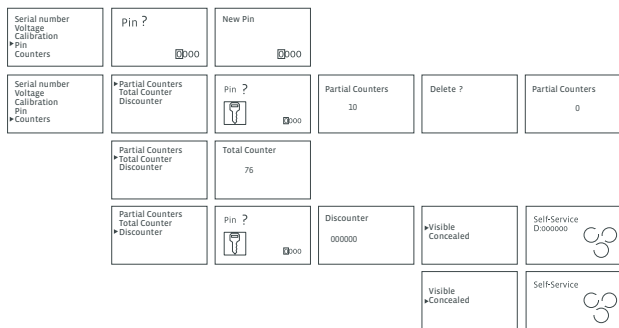 Serial number
Voltage
Calibration
▸Pin
Counters
Pin ?
0000
New Pin
0000
Serial number
Voltage
Calibration
Pin
▸Counters
▸Partial Counters
Total Counter
Discounter
Pin ?
0000
Partial Counters
10
Delete ?
Partial Counters
0
Partial Counters
▸Total Counter
Discounter
Total Counter
76
Partial Counters
Total Counter
▸Discounter
Pin ?
0000
Discounter
000000
▸Visible
Concealed
Self-Service
D:000000
Visible
▸Concealed
Self-Service